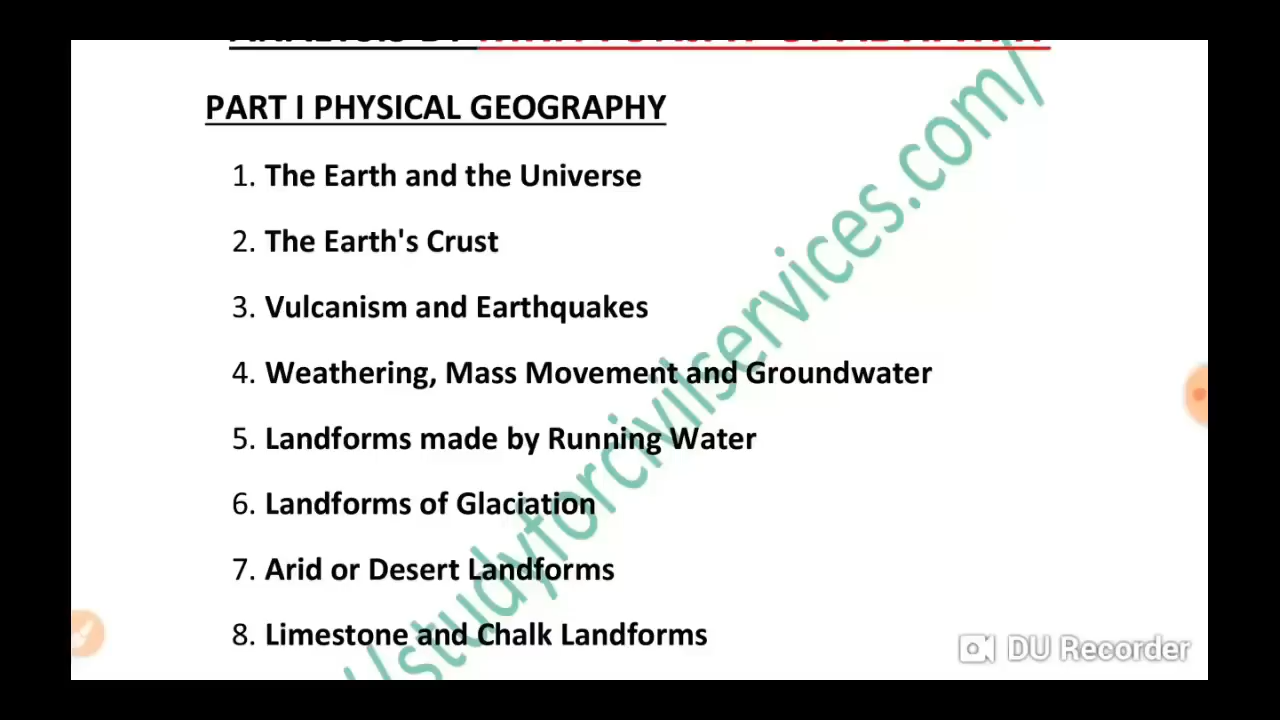 PART I PHYSICAL GEOGRAPHY
1. The Earth and the Universe
2. The Earth's Crust
3. Vulcanism and Earthquakes
4. Weathering, Mass Movement and Groundwater
5. Landforms made by Running Water
6. Landforms of Glaciation
7. Arid or Desert Landforms
8. Limestone and Chalk Landforms
//studyforcivilservices.com/
DU Recorder